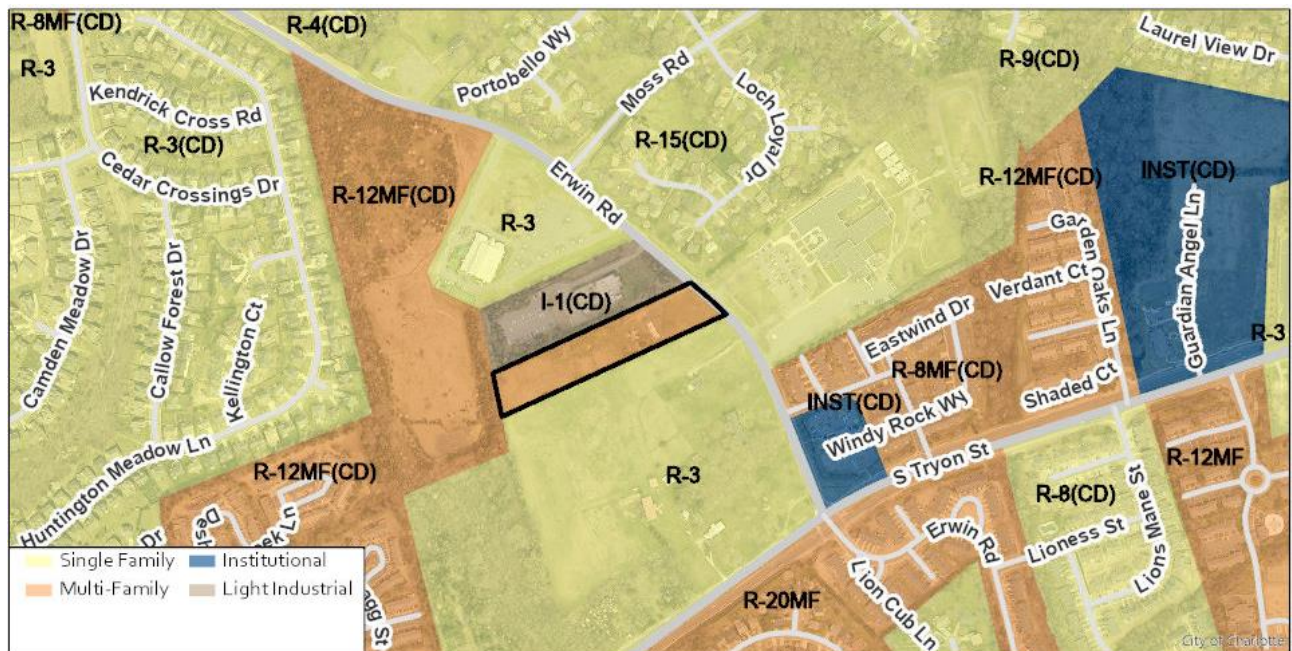 R-8MF(CD)
R-4(CD)
R-9(CD)
Laurel View Dr
R-3
Portobello Wy
Moss Rd
Loch Loyal Dr
Kendrick Cross Rd
R-3(CD)
R-15(CD)
Cedar Crossings Dr
R-12MF(CD)
Erwin Rd
R-12MF(CD)
INST(CD)
R-3
Camden Meadow Dr
Callow Forest Dr
Kellington Ct
I-1(CD)
Garden Oaks Ln
Verdant Ct
Guardian Angel Ln
Eastwind Dr
R-3
R-8MF(CD)
Shaded Ct
INST(CD)
Windy Rock Wy
Huntington Meadow Ln
R-12MF(CD)
R-3
S Tryon St
R-12MF
R-8(CD)
Lions Mane St
Erwin Rd
Lioness St
Dr
Lion Cub Ln
R-20MF
St
Single Family
Institutional
Multi-Family
Light Industrial
City of Charlotte